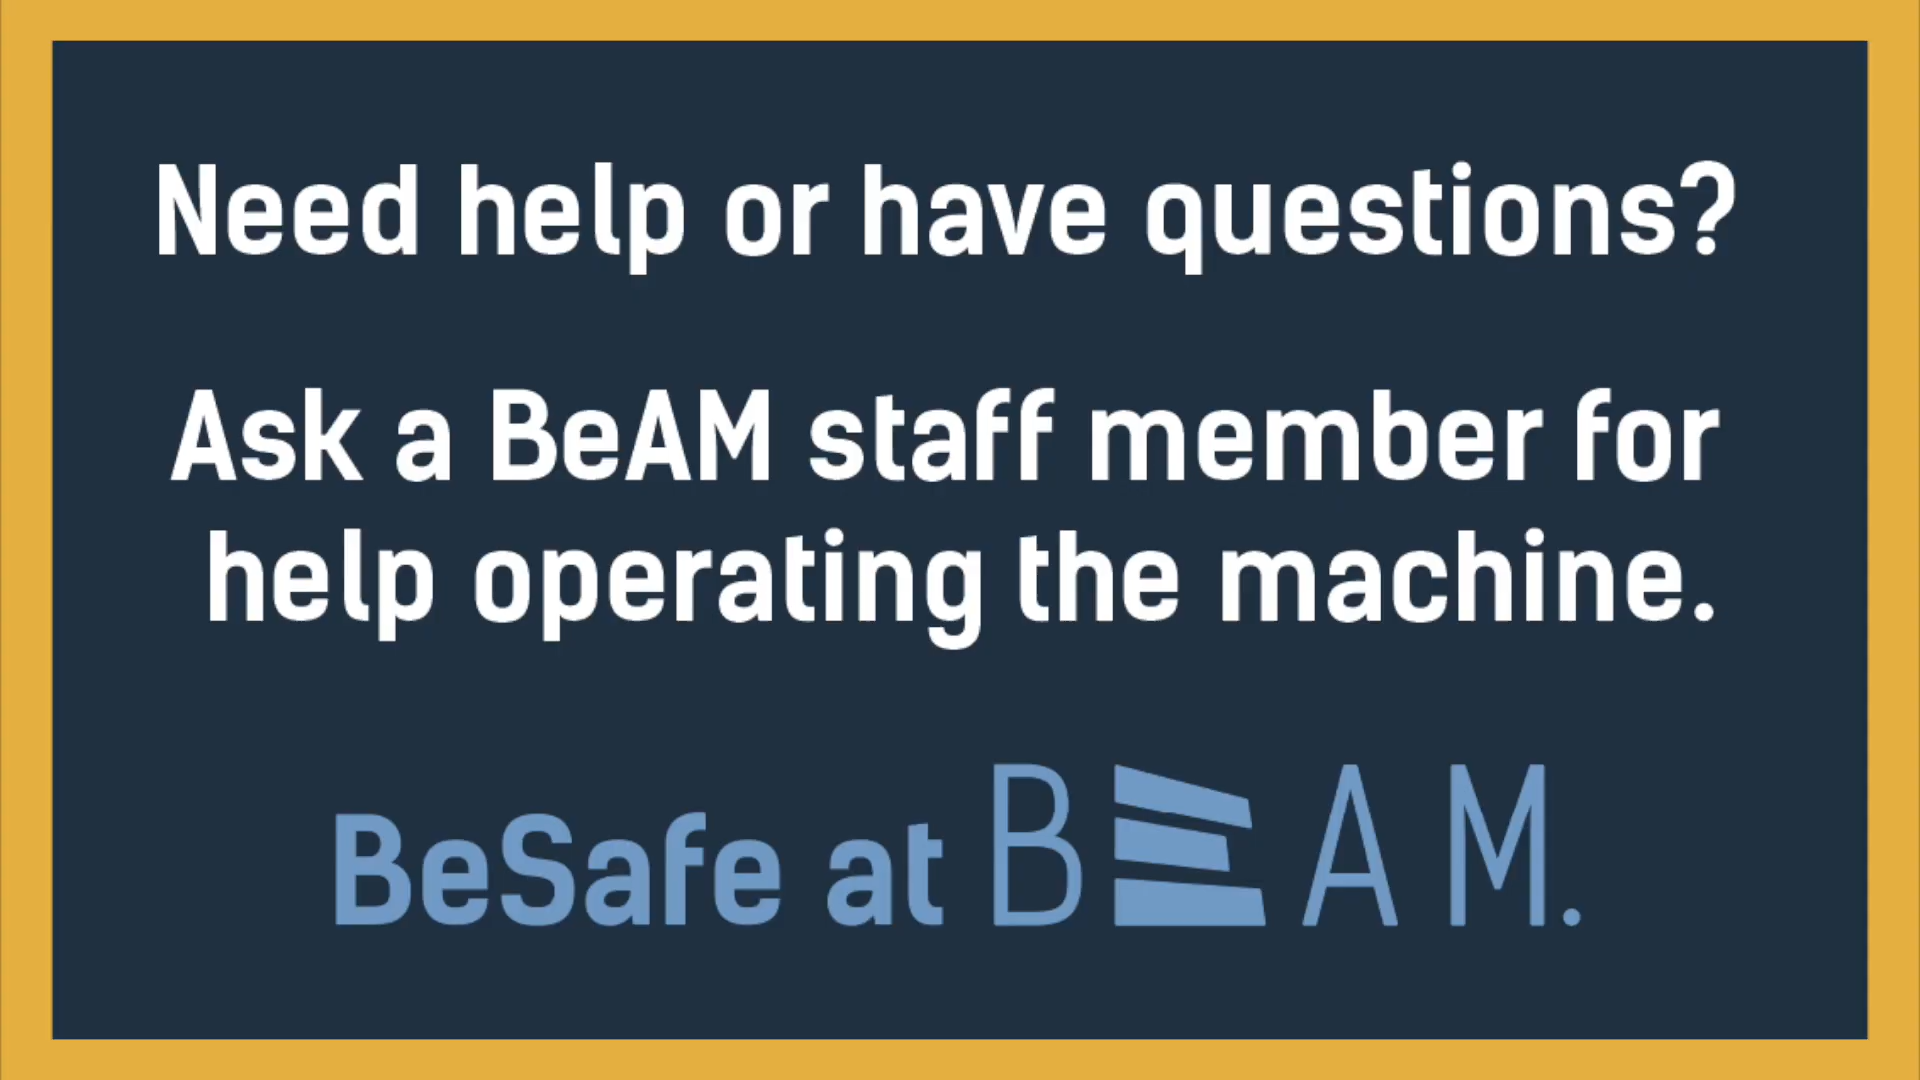 Need help or have questions?
Ask a BeAM staff member for
help operating the machine.
BeSafe at BEAM.